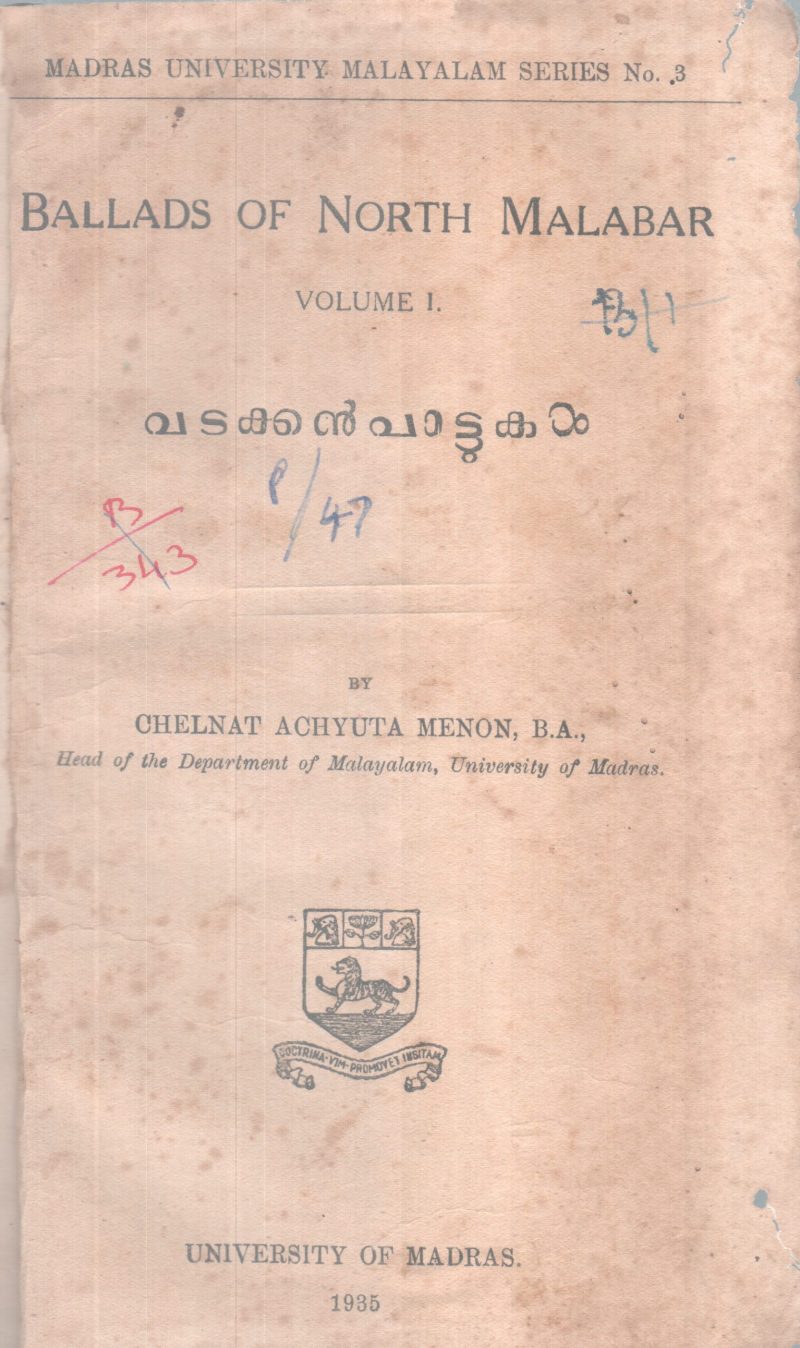 MADRAS UNIVERSITY MALAYALAM SERIES No. 3
BALLADS OF NORTH MALABAR
VOLUME I.
B/1
വടക്കൻപാട്ടുകൾ
P/47
B/343
BY
CHELNAT ACHYUTA MENON, B.A.,
Head of the Department of Malayalam, University of Madras.
DOCTRINA·VIM·PROMOVET INSITAM
UNIVERSITY OF MADRAS.
1935